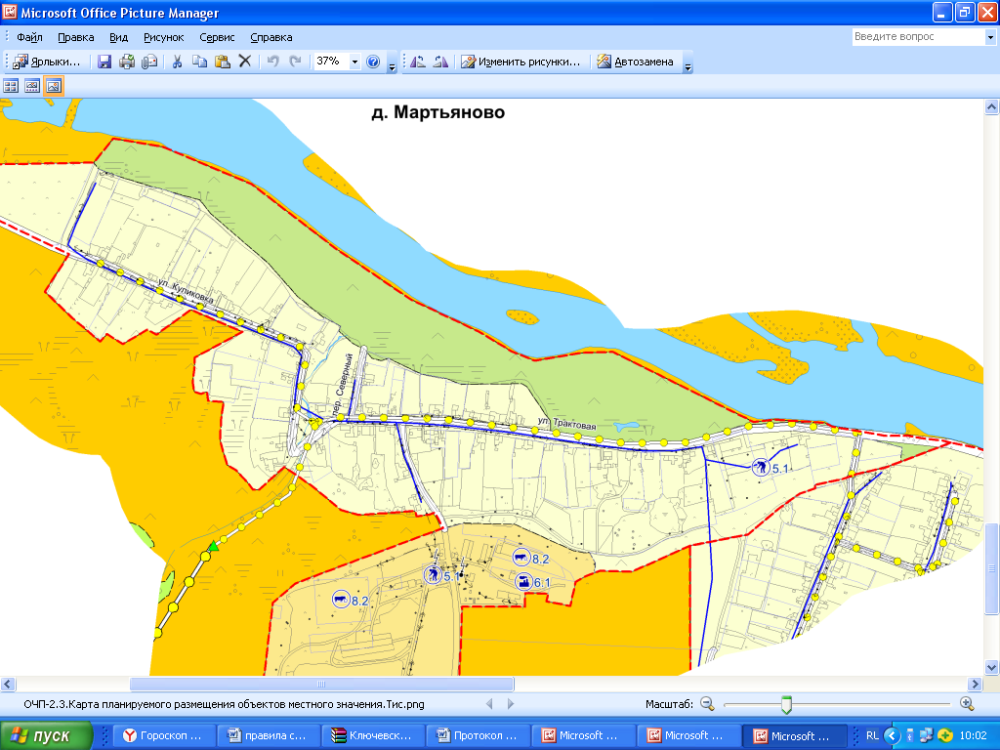 Microsoft Office Picture Manager
Файл Правка Вид Рисунок Сервис Справка
Введите вопрос
Ярлыки... 37% Изменить рисунки... Автозамена
д. Мартьяново
ул. Куликовка
пер. Северный
ул. Трактовая
5.1
8.2
5.1
6.1
8.2
ОЧП-2.3.Карта планируемого размещения объектов местного значения.Тис.png
Масштаб:
пуск
Гороскоп ...
правила с...
Ключевск...
Протокол ...
Microsoft ...
Microsoft ...
Microsoft ...
RL
10:02